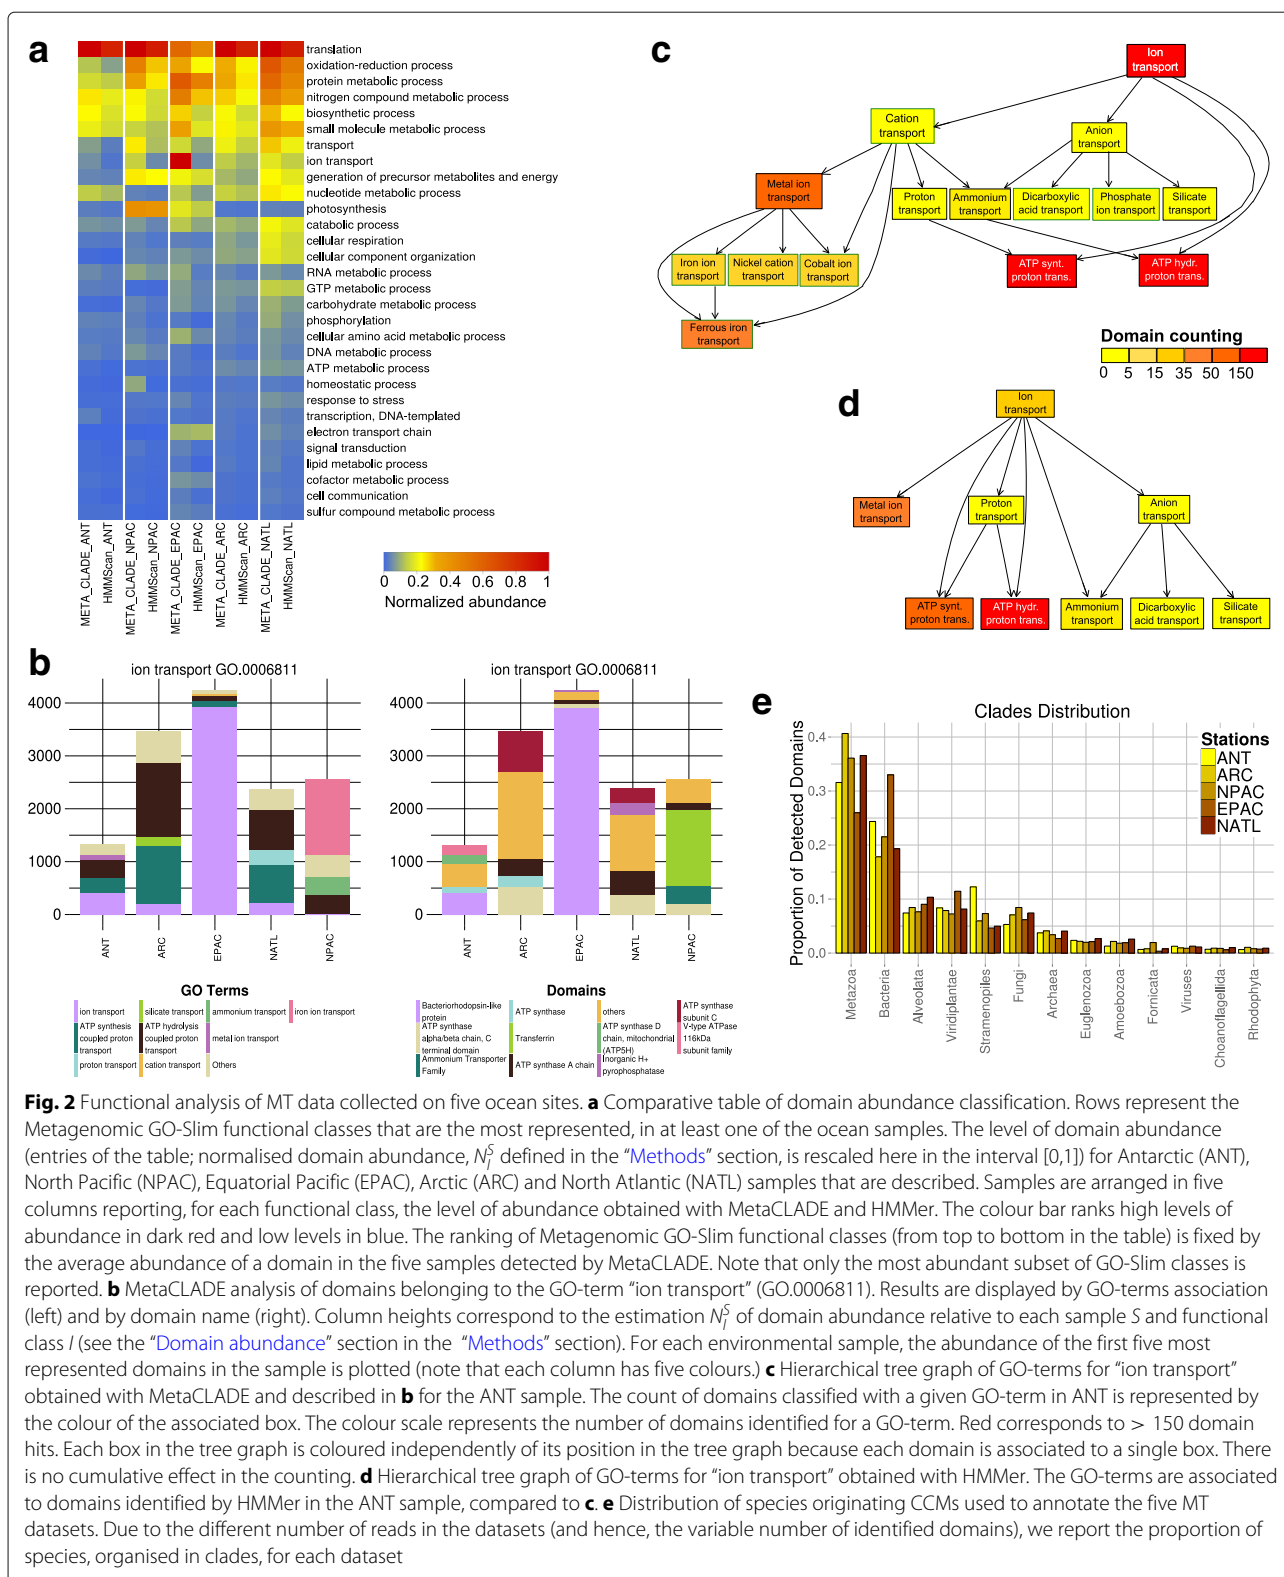 a
translation
oxidation-reduction process
protein metabolic process
nitrogen compound metabolic process
biosynthetic process
small molecule metabolic process
transport
ion transport
generation of precursor metabolites and energy
nucleotide metabolic process
photosynthesis
catabolic process
cellular respiration
cellular component organization
RNA metabolic process
GTP metabolic process
carbohydrate metabolic process
phosphorylation
cellular amino acid metabolic process
DNA metabolic process
ATP metabolic process
homeostatic process
response to stress
transcription, DNA-templated
electron transport chain
signal transduction
lipid metabolic process
cofactor metabolic process
cell communication
sulfur compound metabolic process
META_CLADE_ANT
HMMScan_ANT
META_CLADE_NPAC
HMMScan_NPAC
META_CLADE_EPAC
HMMScan_EPAC
META_CLADE_ARC
HMMScan_ARC
META_CLADE_NATL
HMMScan_NATL
0 0.2 0.4 0.6 0.8 1
Normalized abundance
c
Ion
transport
Cation
transport
Anion
transport
Metal ion
transport
Proton
transport
Ammonium
transport
Dicarboxylic
acid transport
Phosphate
ion transport
Silicate
transport
Iron ion
transport
Nickel cation
transport
Cobalt ion
transport
ATP synt.
proton trans.
ATP hydr.
proton trans.
Ferrous iron
transport
Domain counting
0 5 15 35 50 150
d
Ion
transport
Metal ion
transport
Proton
transport
Anion
transport
ATP synt.
proton trans.
ATP hydr.
proton trans.
Ammonium
transport
Dicarboxylic
acid transport
Silicate
transport
b
ion transport GO.0006811
4000
3000
2000
1000
0
ANT
ARC
EPAC
NATL
NPAC
GO Terms
ion transport
silicate transport
ammonium transport
iron ion transport
ATP synthesis
coupled proton
transport
ATP hydrolysis
coupled proton
transport
metal ion transport
proton transport
cation transport
Others
ion transport GO.0006811
4000
3000
2000
1000
0
ANT
ARC
EPAC
NATL
NPAC
Domains
Bacteriorhodopsin-like
protein
ATP synthase
others
ATP synthase
subunit C
ATP synthase
alpha/beta chain, C
terminal domain
Transferrin
ATP synthase D
chain, mitochondrial
(ATP5H)
V-type ATPase
116kDa
subunit family
Ammonium Transporter
Family
ATP synthase A chain
Inorganic H+
pyrophosphatase
e
Clades Distribution
Proportion of Detected Domains
0.4
0.3
0.2
0.1
0.0
Stations
ANT
ARC
NPAC
EPAC
NATL
Metazoa
Bacteria
Alveolata
Viridiplantae
Stramenopiles
Fungi
Archaea
Euglenozoa
Amoebozoa
Fornicata
Viruses
Choanoflagellida
Rhodophyta
Fig. 2 Functional analysis of MT data collected on five ocean sites. a Comparative table of domain abundance classification. Rows represent the
Metagenomic GO-Slim functional classes that are the most represented, in at least one of the ocean samples. The level of domain abundance
(entries of the table; normalised domain abundance, N_I^S defined in the “Methods” section, is rescaled here in the interval [0,1]) for Antarctic (ANT),
North Pacific (NPAC), Equatorial Pacific (EPAC), Arctic (ARC) and North Atlantic (NATL) samples that are described. Samples are arranged in five
columns reporting, for each functional class, the level of abundance obtained with MetaCLADE and HMMer. The colour bar ranks high levels of
abundance in dark red and low levels in blue. The ranking of Metagenomic GO-Slim functional classes (from top to bottom in the table) is fixed by
the average abundance of a domain in the five samples detected by MetaCLADE. Note that only the most abundant subset of GO-Slim classes is
reported. b MetaCLADE analysis of domains belonging to the GO-term “ion transport” (GO.0006811). Results are displayed by GO-terms association
(left) and by domain name (right). Column heights correspond to the estimation N_I^S of domain abundance relative to each sample S and functional
class I (see the “Domain abundance” section in the “Methods” section). For each environmental sample, the abundance of the first five most
represented domains in the sample is plotted (note that each column has five colours.) c Hierarchical tree graph of GO-terms for “ion transport”
obtained with MetaCLADE and described in b for the ANT sample. The count of domains classified with a given GO-term in ANT is represented by
the colour of the associated box. The colour scale represents the number of domains identified for a GO-term. Red corresponds to > 150 domain
hits. Each box in the tree graph is coloured independently of its position in the tree graph because each domain is associated to a single box. There
is no cumulative effect in the counting. d Hierarchical tree graph of GO-terms for “ion transport” obtained with HMMer. The GO-terms are associated
to domains identified by HMMer in the ANT sample, compared to c. e Distribution of species originating CCMs used to annotate the five MT
datasets. Due to the different number of reads in the datasets (and hence, the variable number of identified domains), we report the proportion of
species, organised in clades, for each dataset